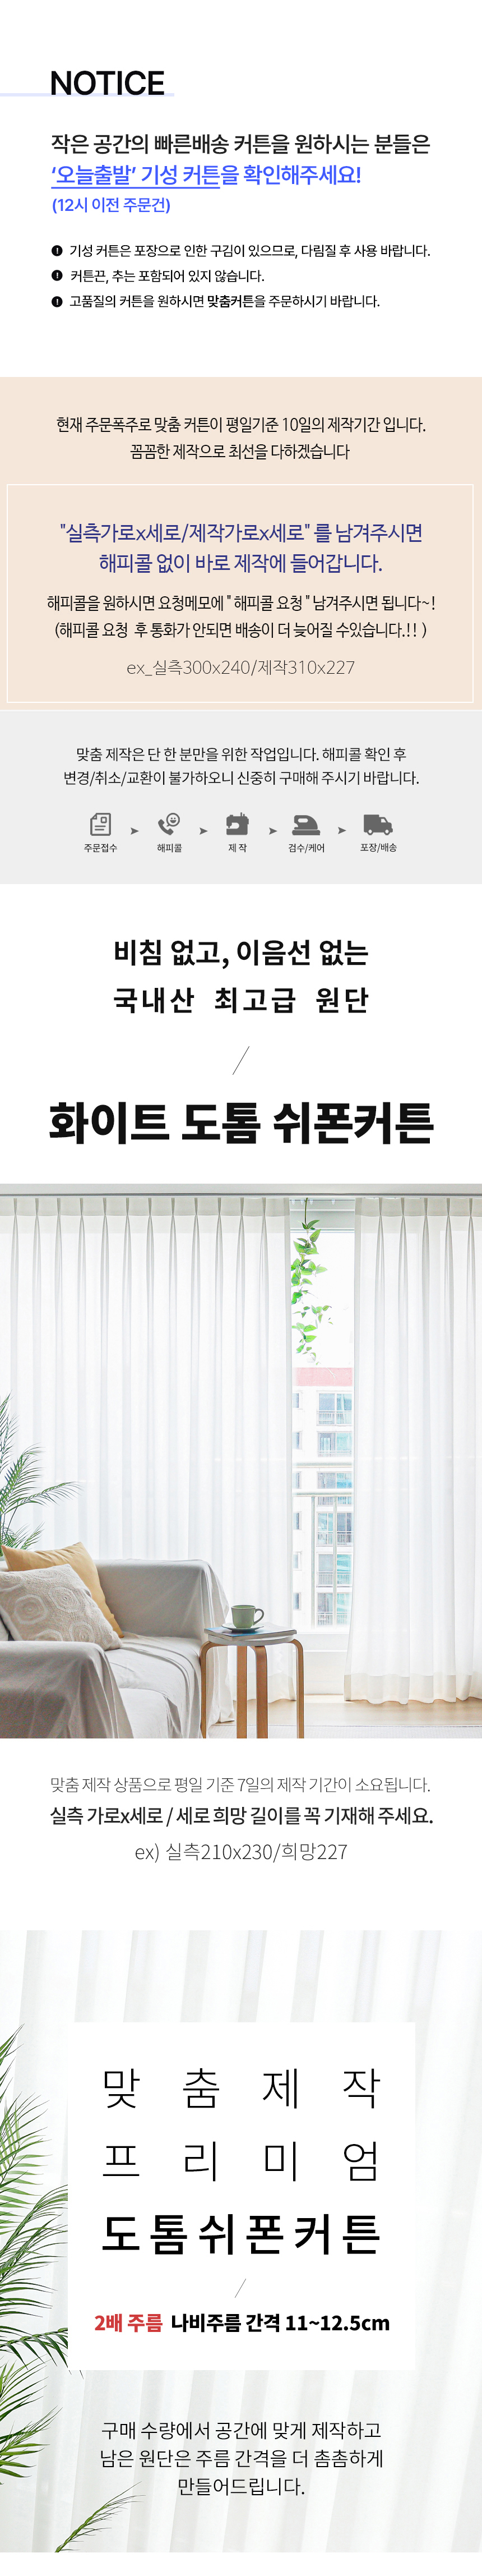 NOTICE
작은 공간의 빠른배송 커튼을 원하시는 분들은
‘오늘출발’ 기성 커튼을 확인해주세요!
(12시 이전 주문건)
기성 커튼은 포장으로 인한 구김이 있으므로, 다림질 후 사용 바랍니다.
커튼끈, 추는 포함되어 있지 않습니다.
고품질의 커튼을 원하시면 맞춤커튼을 주문하시기 바랍니다.
현재 주문폭주로 맞춤 커튼이 평일기준 10일의 제작기간 입니다.
꼼꼼한 제작으로 최선을 다하겠습니다
"실측가로x세로/제작가로x세로" 를 남겨주시면
해피콜 없이 바로 제작에 들어갑니다.
해피콜을 원하시면 요청메모에 " 해피콜 요청 " 남겨주시면 됩니다~!
(해피콜 요청 후 통화가 안되면 배송이 더 늦어질 수있습니다.!! )
ex_실측300x240/제작310x227
맞춤 제작은 단 한 분만을 위한 작업입니다. 해피콜 확인 후
변경/취소/교환이 불가하오니 신중히 구매해 주시기 바랍니다.
주문접수 해피콜 제 작 검수/케어 포장/배송
비침 없고, 이음선 없는
국내산 최고급 원단
화이트 도톰 쉬폰커튼
맞춤 제작 상품으로 평일 기준 7일의 제작 기간이 소요됩니다.
실측 가로x세로 / 세로 희망 길이를 꼭 기재해 주세요.
ex) 실측210x230/희망227
맞 춤 제 작
프 리 미 엄
도톰쉬폰커튼
2배 주름 나비주름 간격 11~12.5cm
구매 수량에서 공간에 맞게 제작하고
남은 원단은 주름 간격을 더 촘촘하게
만들어드립니다.